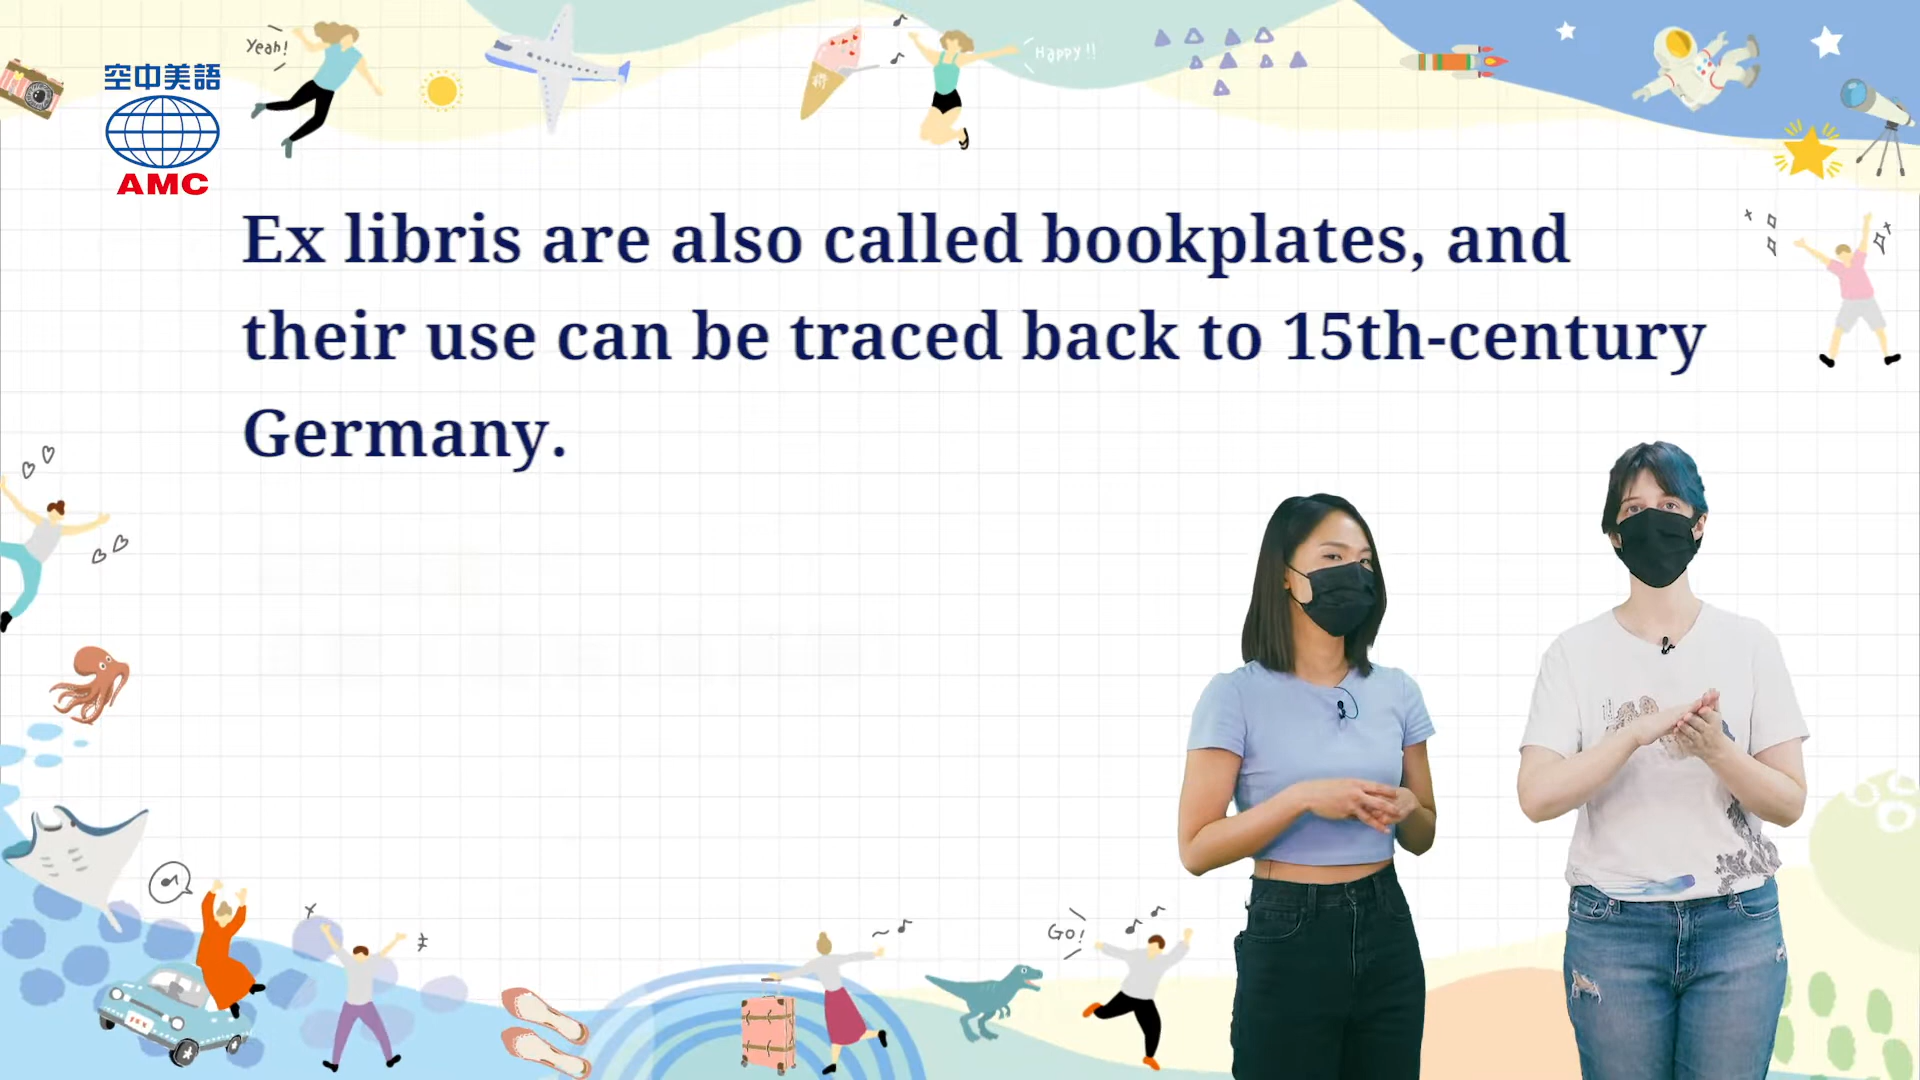 Yeah!
Happy!!
空中美語
AMC
Ex libris are also called bookplates, and
their use can be traced back to 15th-century
Germany.
Go!